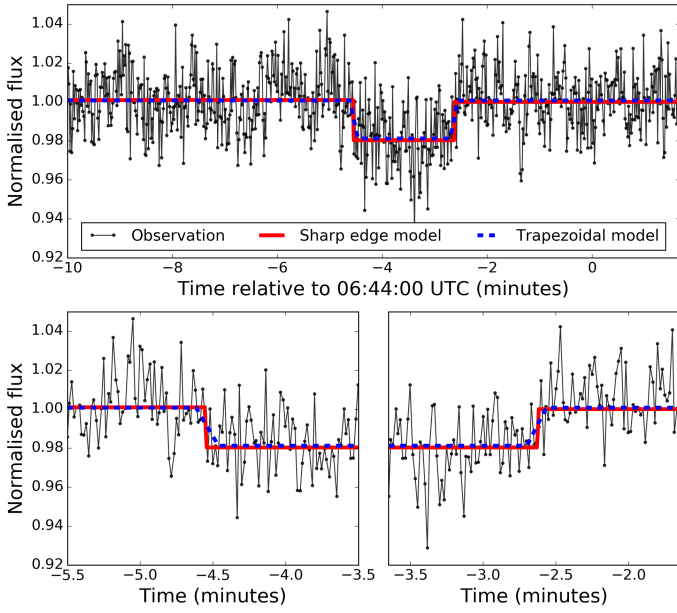 Normalised flux
1.04
1.02
1.00
0.98
0.96
0.94
0.92
Observation Sharp edge model Trapezoidal model
−10 −8 −6 −4 −2 0
Time relative to 06:44:00 UTC (minutes)
Normalised flux
1.04
1.02
1.00
0.98
0.96
0.94
0.92
−5.5 −5.0 −4.5 −4.0 −3.5
Time (minutes)
−3.5 −3.0 −2.5 −2.0
Time (minutes)